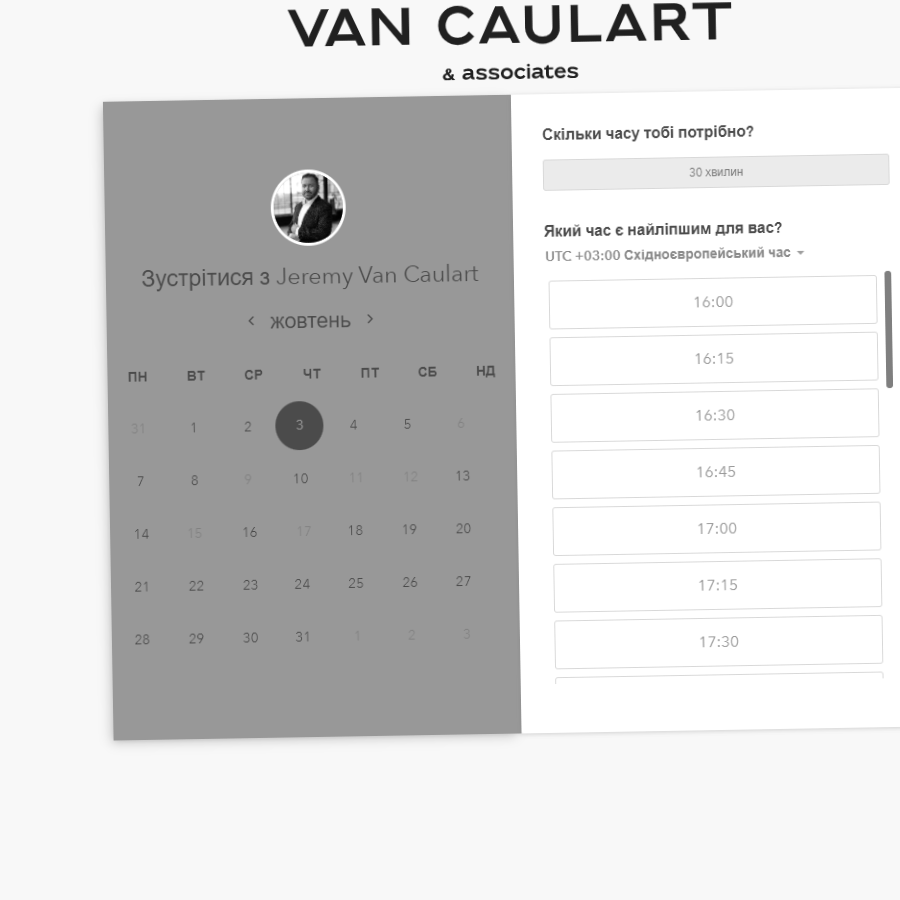 VAN CAULART
& associates
Зустрітися з Jeremy Van Caulart
жовтень
ПН ВТ СР ЧТ ПТ СБ НД
31 1 2 3 4 5 6
7 8 9 10 11 12 13
14 15 16 17 18 19 20
21 22 23 24 25 26 27
28 29 30 31 1 2 3
Скільки часу тобі потрібно?
30 хвилин
Який час є найліпшим для вас?
UTC +03:00 Східноєвропейський час
16:00
16:15
16:30
16:45
17:00
17:15
17:30